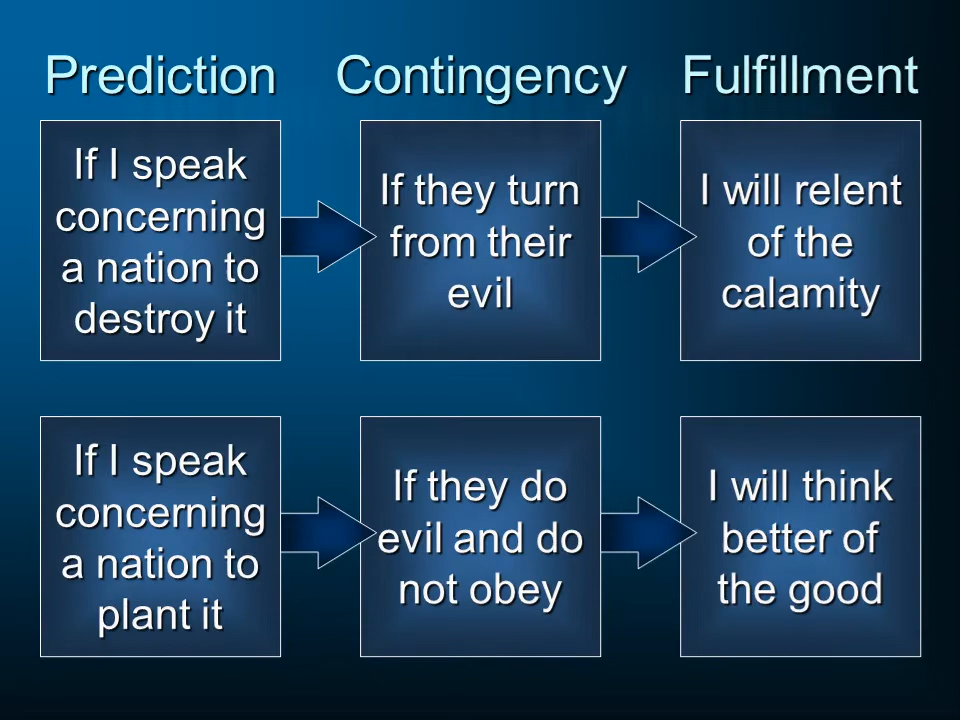 Prediction Contingency Fulfillment
If I speak
concerning
a nation to
destroy it
If they turn
from their
evil
I will relent
of the
calamity
If I speak
concerning
a nation to
plant it
If they do
evil and do
not obey
I will think
better of
the good